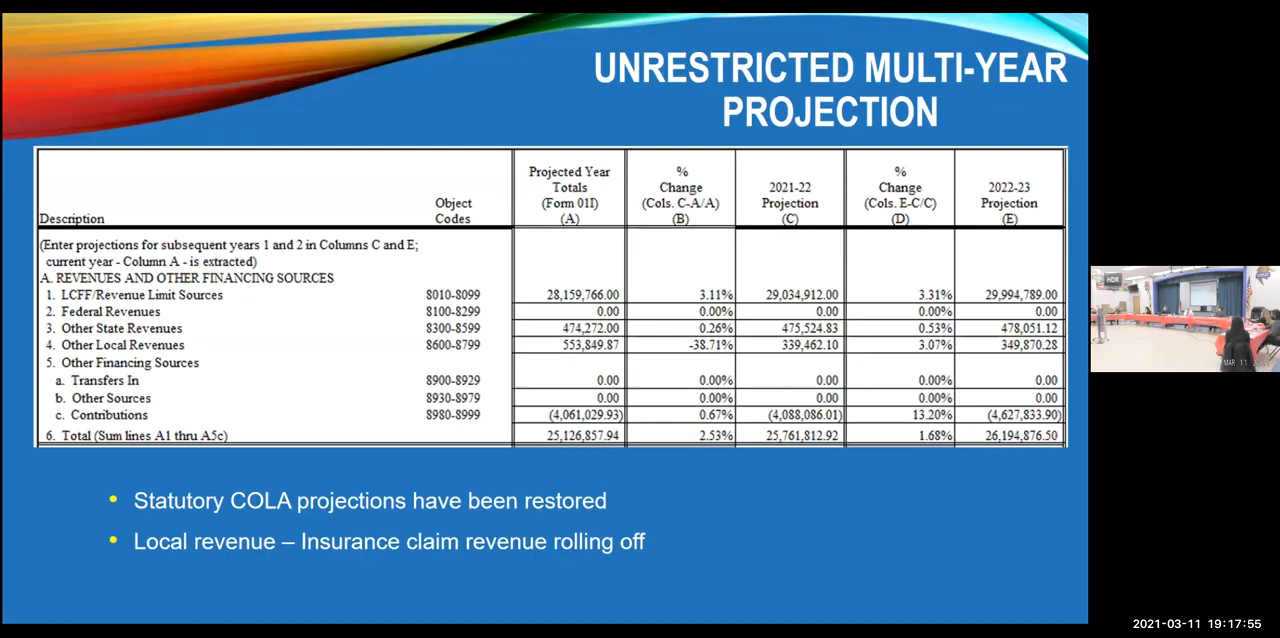 UNRESTRICTED MULTI-YEAR
PROJECTION
Description
Object
Codes
Projected Year
Totals
(Form 01I)
(A)
%
Change
(Cols. C-A/A)
(B)
2021-22
Projection
(C)
%
Change
(Cols. E-C/C)
(D)
2022-23
Projection
(E)
(Enter projections for subsequent years 1 and 2 in Columns C and E;
current year - Column A - is extracted)
A. REVENUES AND OTHER FINANCING SOURCES
1. LCFF/Revenue Limit Sources 8010-8099 28,159,766.00 3.11% 29,034,912.00 3.31% 29,994,789.00
2. Federal Revenues 8100-8299 0.00 0.00% 0.00 0.00% 0.00
3. Other State Revenues 8300-8599 474,272.00 0.26% 475,524.83 0.53% 478,051.12
4. Other Local Revenues 8600-8799 553,849.87 -38.71% 339,462.10 3.07% 349,870.28
5. Other Financing Sources
a. Transfers In 8900-8929 0.00 0.00% 0.00 0.00% 0.00
b. Other Sources 8930-8979 0.00 0.00% 0.00 0.00% 0.00
c. Contributions 8980-8999 (4,061,029.93) 0.67% (4,088,086.01) 13.20% (4,627,833.90)
6. Total (Sum lines A1 thru A5c) 25,126,857.94 2.53% 25,761,812.92 1.68% 26,194,876.50
• Statutory COLA projections have been restored
• Local revenue – Insurance claim revenue rolling off
HDR
MAR 11
2021-03-11 19:17:55